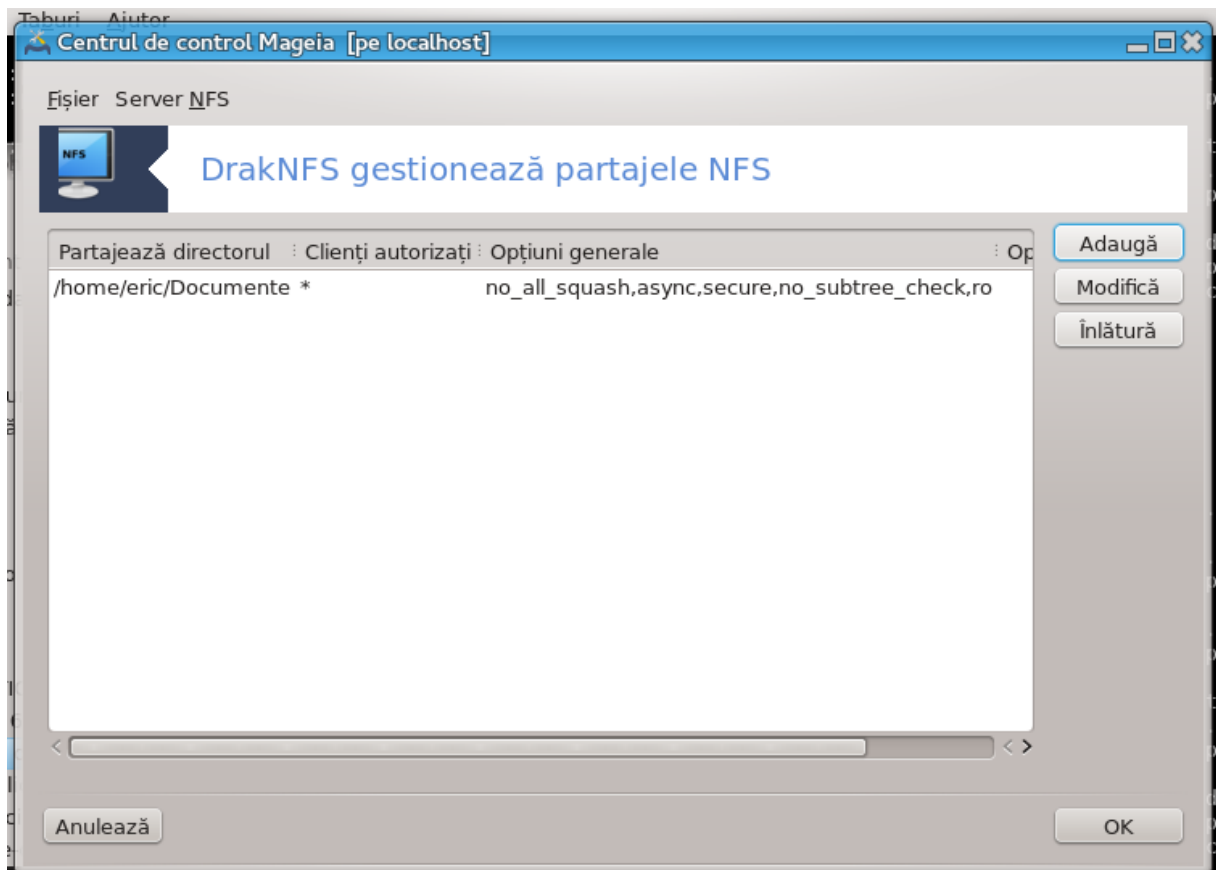 Taburi Ajutor
Centrul de control Mageia [pe localhost]
Fișier Server NFS
NFS
DrakNFS gestionează partajele NFS
Partajează directorul Clienți autorizați Opțiuni generale Op
/home/eric/Documente * no_all_squash,async,secure,no_subtree_check,ro
Adaugă
Modifică
Înlătură
Anulează OK